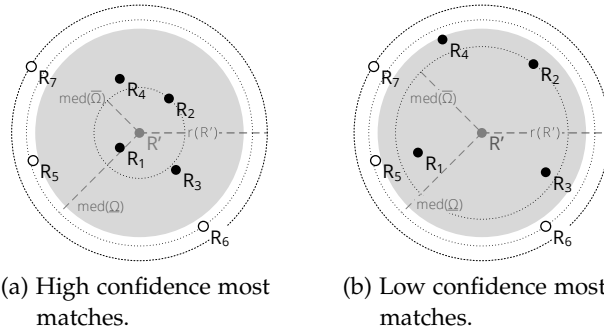 R7
R4
med(Ω̅)
R2
R'
r(R')
R1
R5
R3
med(Ω̲)
R6
(a) High confidence most
matches.
R4
R7
R2
med(Ω̅)
R'
r(R')
R1
R5
R3
med(Ω̲)
R6
(b) Low confidence most
matches.